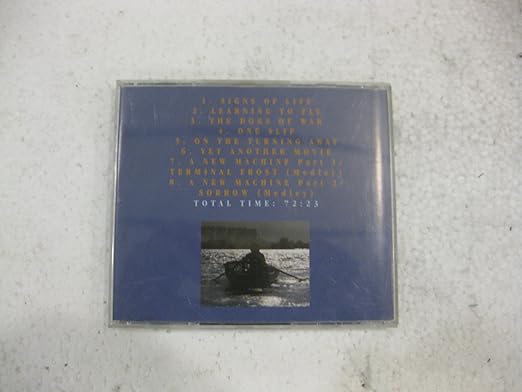 1. SIGNS OF LIFE
2. LEARNING TO FLY
3. THE DOGS OF WAR
4. ONE SLIP
5. ON THE TURNING AWAY
6. YET ANOTHER MOVIE
7. A NEW MACHINE Part 1/
TERMINAL FROST (Medley)
8. A NEW MACHINE Part 2/
SORROW (Medley)
TOTAL TIME: 72:23